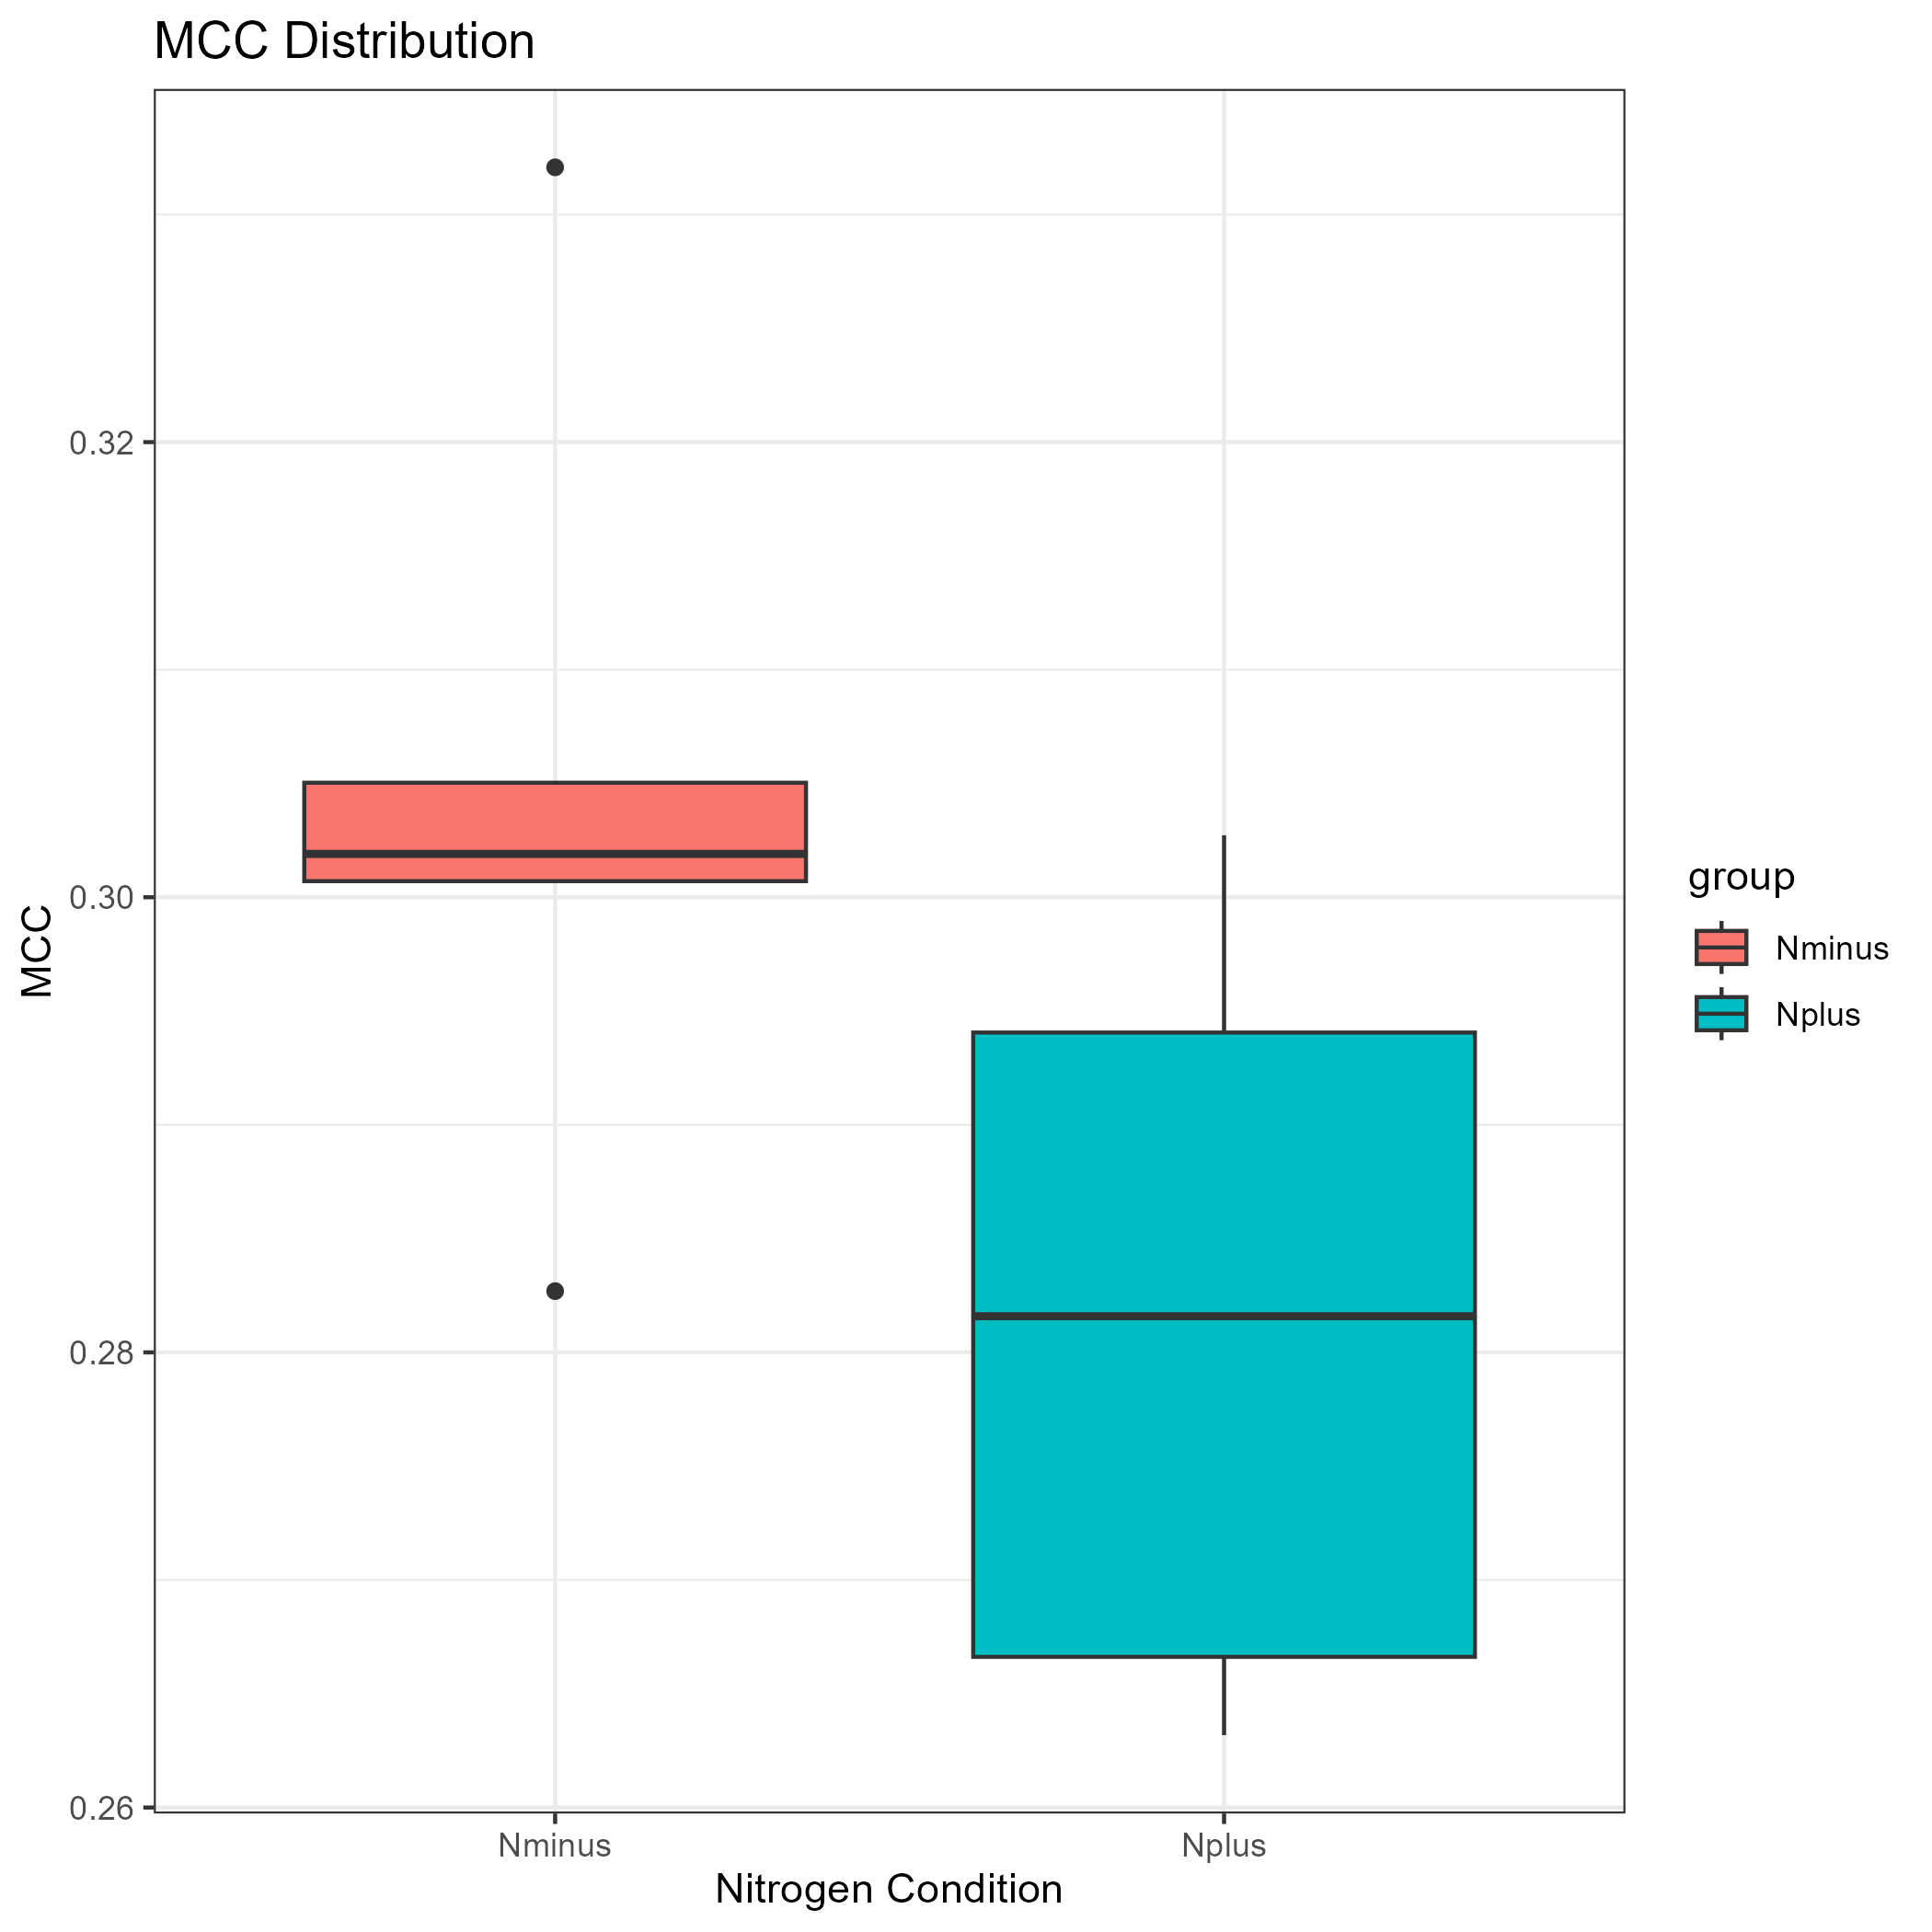 MCC Distribution
MCC
0.32
0.30
0.28
0.26
Nminus
Nplus
Nitrogen Condition
group
Nminus
Nplus